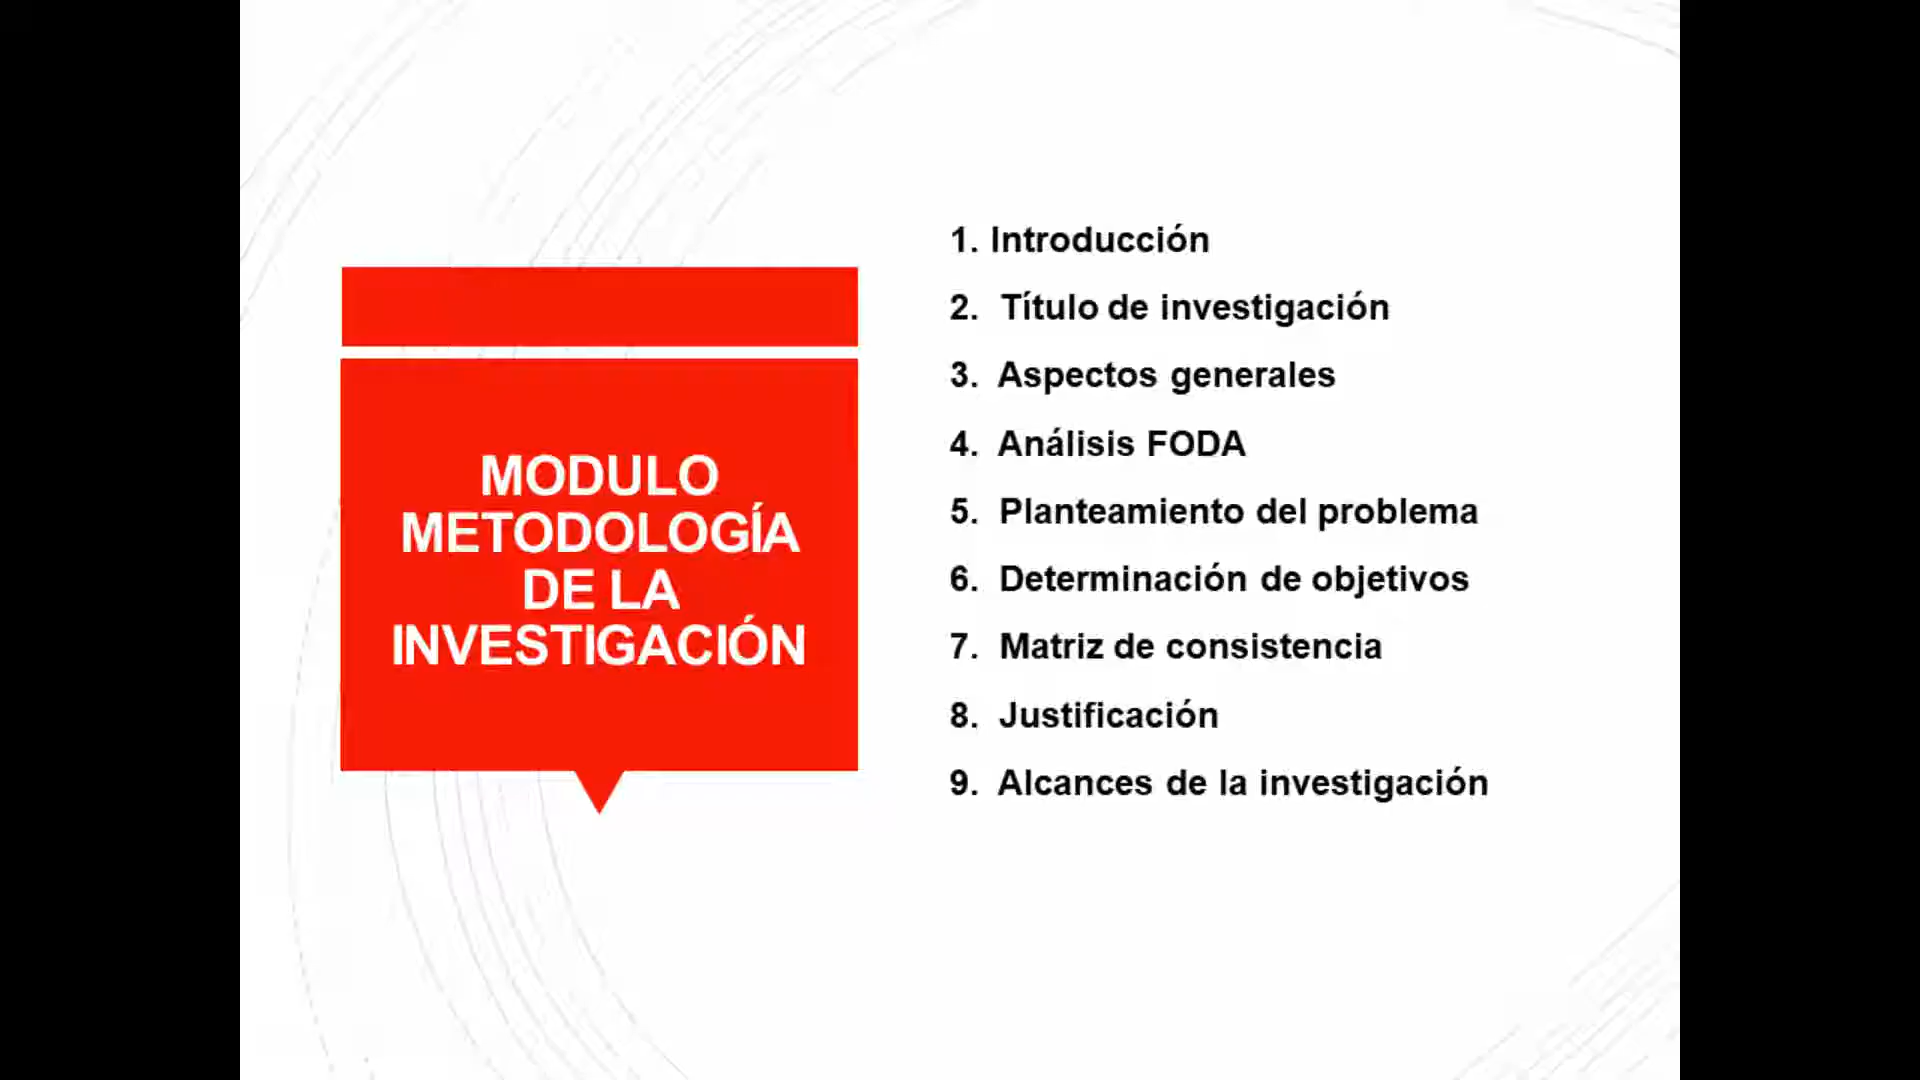 MODULO
METODOLOGÍA
DE LA
INVESTIGACIÓN
1. Introducción
2. Título de investigación
3. Aspectos generales
4. Análisis FODA
5. Planteamiento del problema
6. Determinación de objetivos
7. Matriz de consistencia
8. Justificación
9. Alcances de la investigación